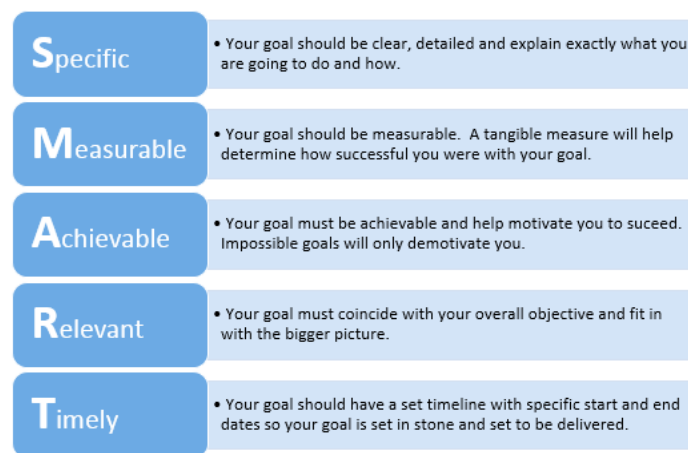 Specific
• Your goal should be clear, detailed and explain exactly what you
are going to do and how.
Measurable
• Your goal should be measurable.  A tangible measure will help
determine how successful you were with your goal.
Achievable
• Your goal must be achievable and help motivate you to suceed.
Impossible goals will only demotivate you.
Relevant
• Your goal must coincide with your overall objective and fit in
with the bigger picture.
Timely
• Your goal should have a set timeline with specific start and end
dates so your goal is set in stone and set to be delivered.